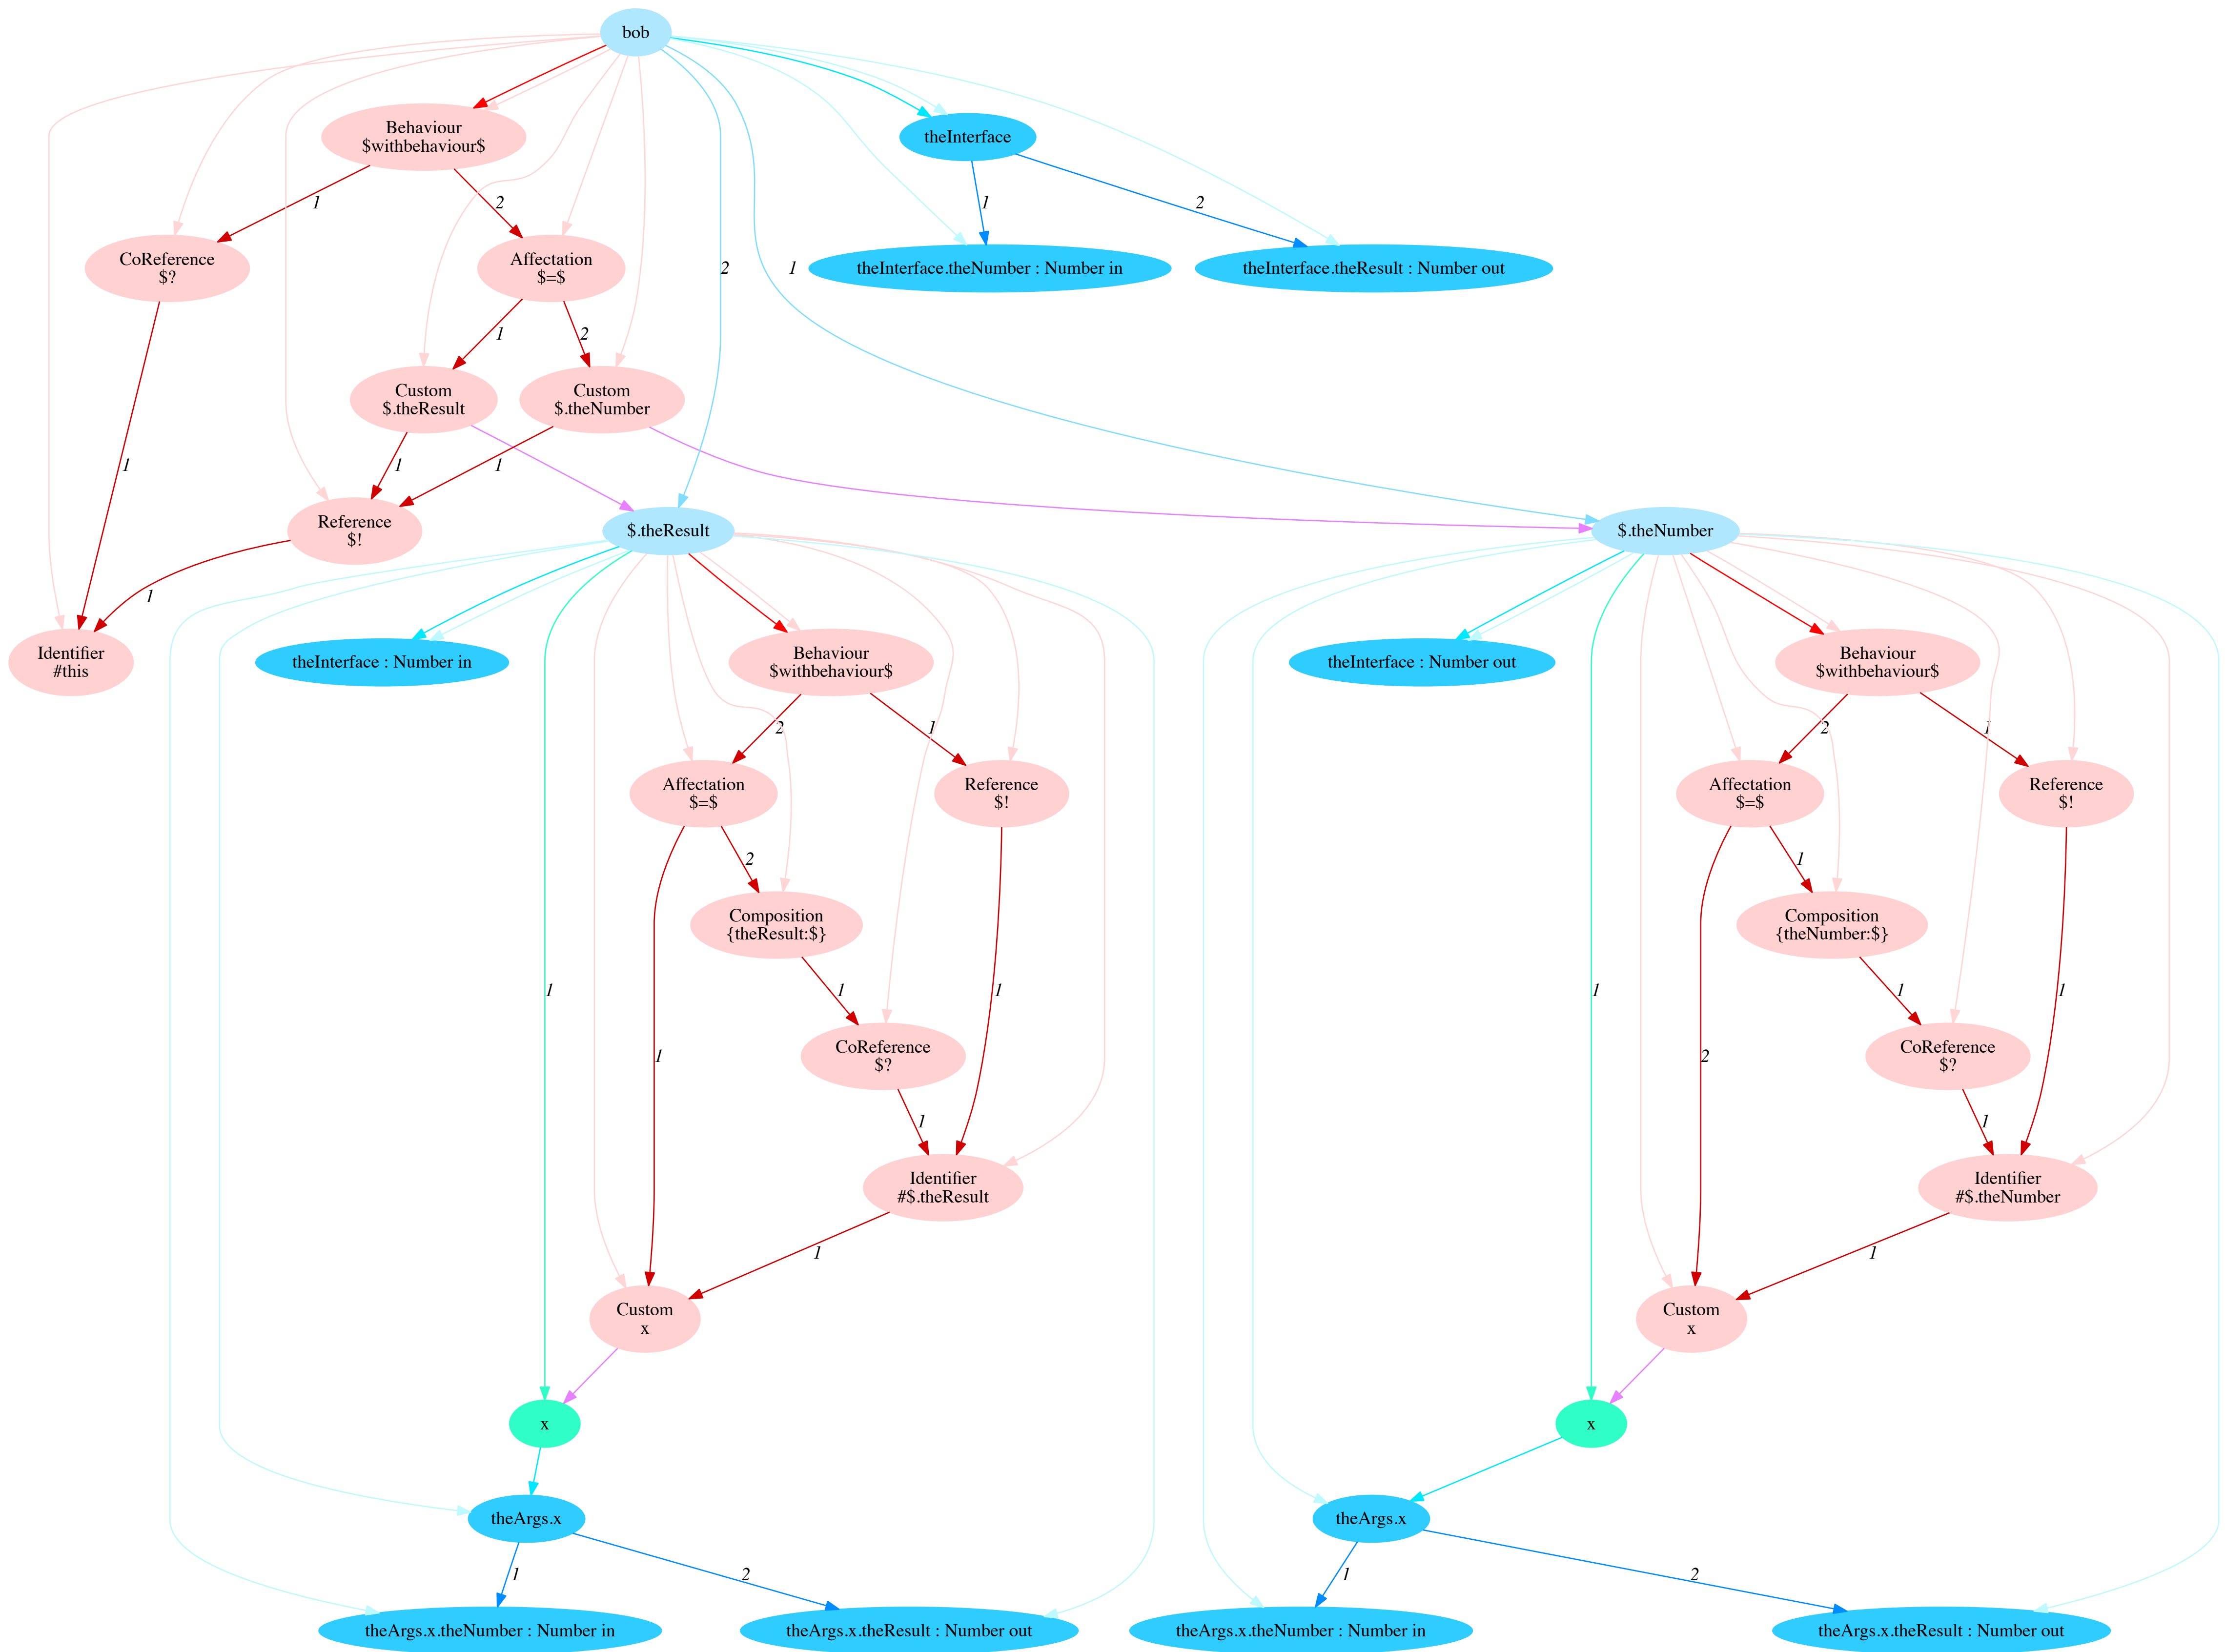 bob
Behaviour
$withbehaviour$
theInterface
1
2
1
2
CoReference
$?
Affectation
$=$
2
1
theInterface.theNumber : Number in
theInterface.theResult : Number out
1
2
Custom
$.theResult
Custom
$.theNumber
1
1
1
Reference
$!
$.theResult
$.theNumber
1
Identifier
#this
theInterface : Number in
Behaviour
$withbehaviour$
theInterface : Number out
Behaviour
$withbehaviour$
2
1
2
1
Affectation
$=$
Reference
$!
Affectation
$=$
Reference
$!
2
1
Composition
{theResult:$}
Composition
{theNumber:$}
1
1
1
1
1
1
CoReference
$?
CoReference
$?
1
2
1
1
Identifier
#$.theResult
Identifier
#$.theNumber
1
1
Custom
x
Custom
x
x
x
theArgs.x
theArgs.x
1
2
1
2
theArgs.x.theNumber : Number in
theArgs.x.theResult : Number out
theArgs.x.theNumber : Number in
theArgs.x.theResult : Number out